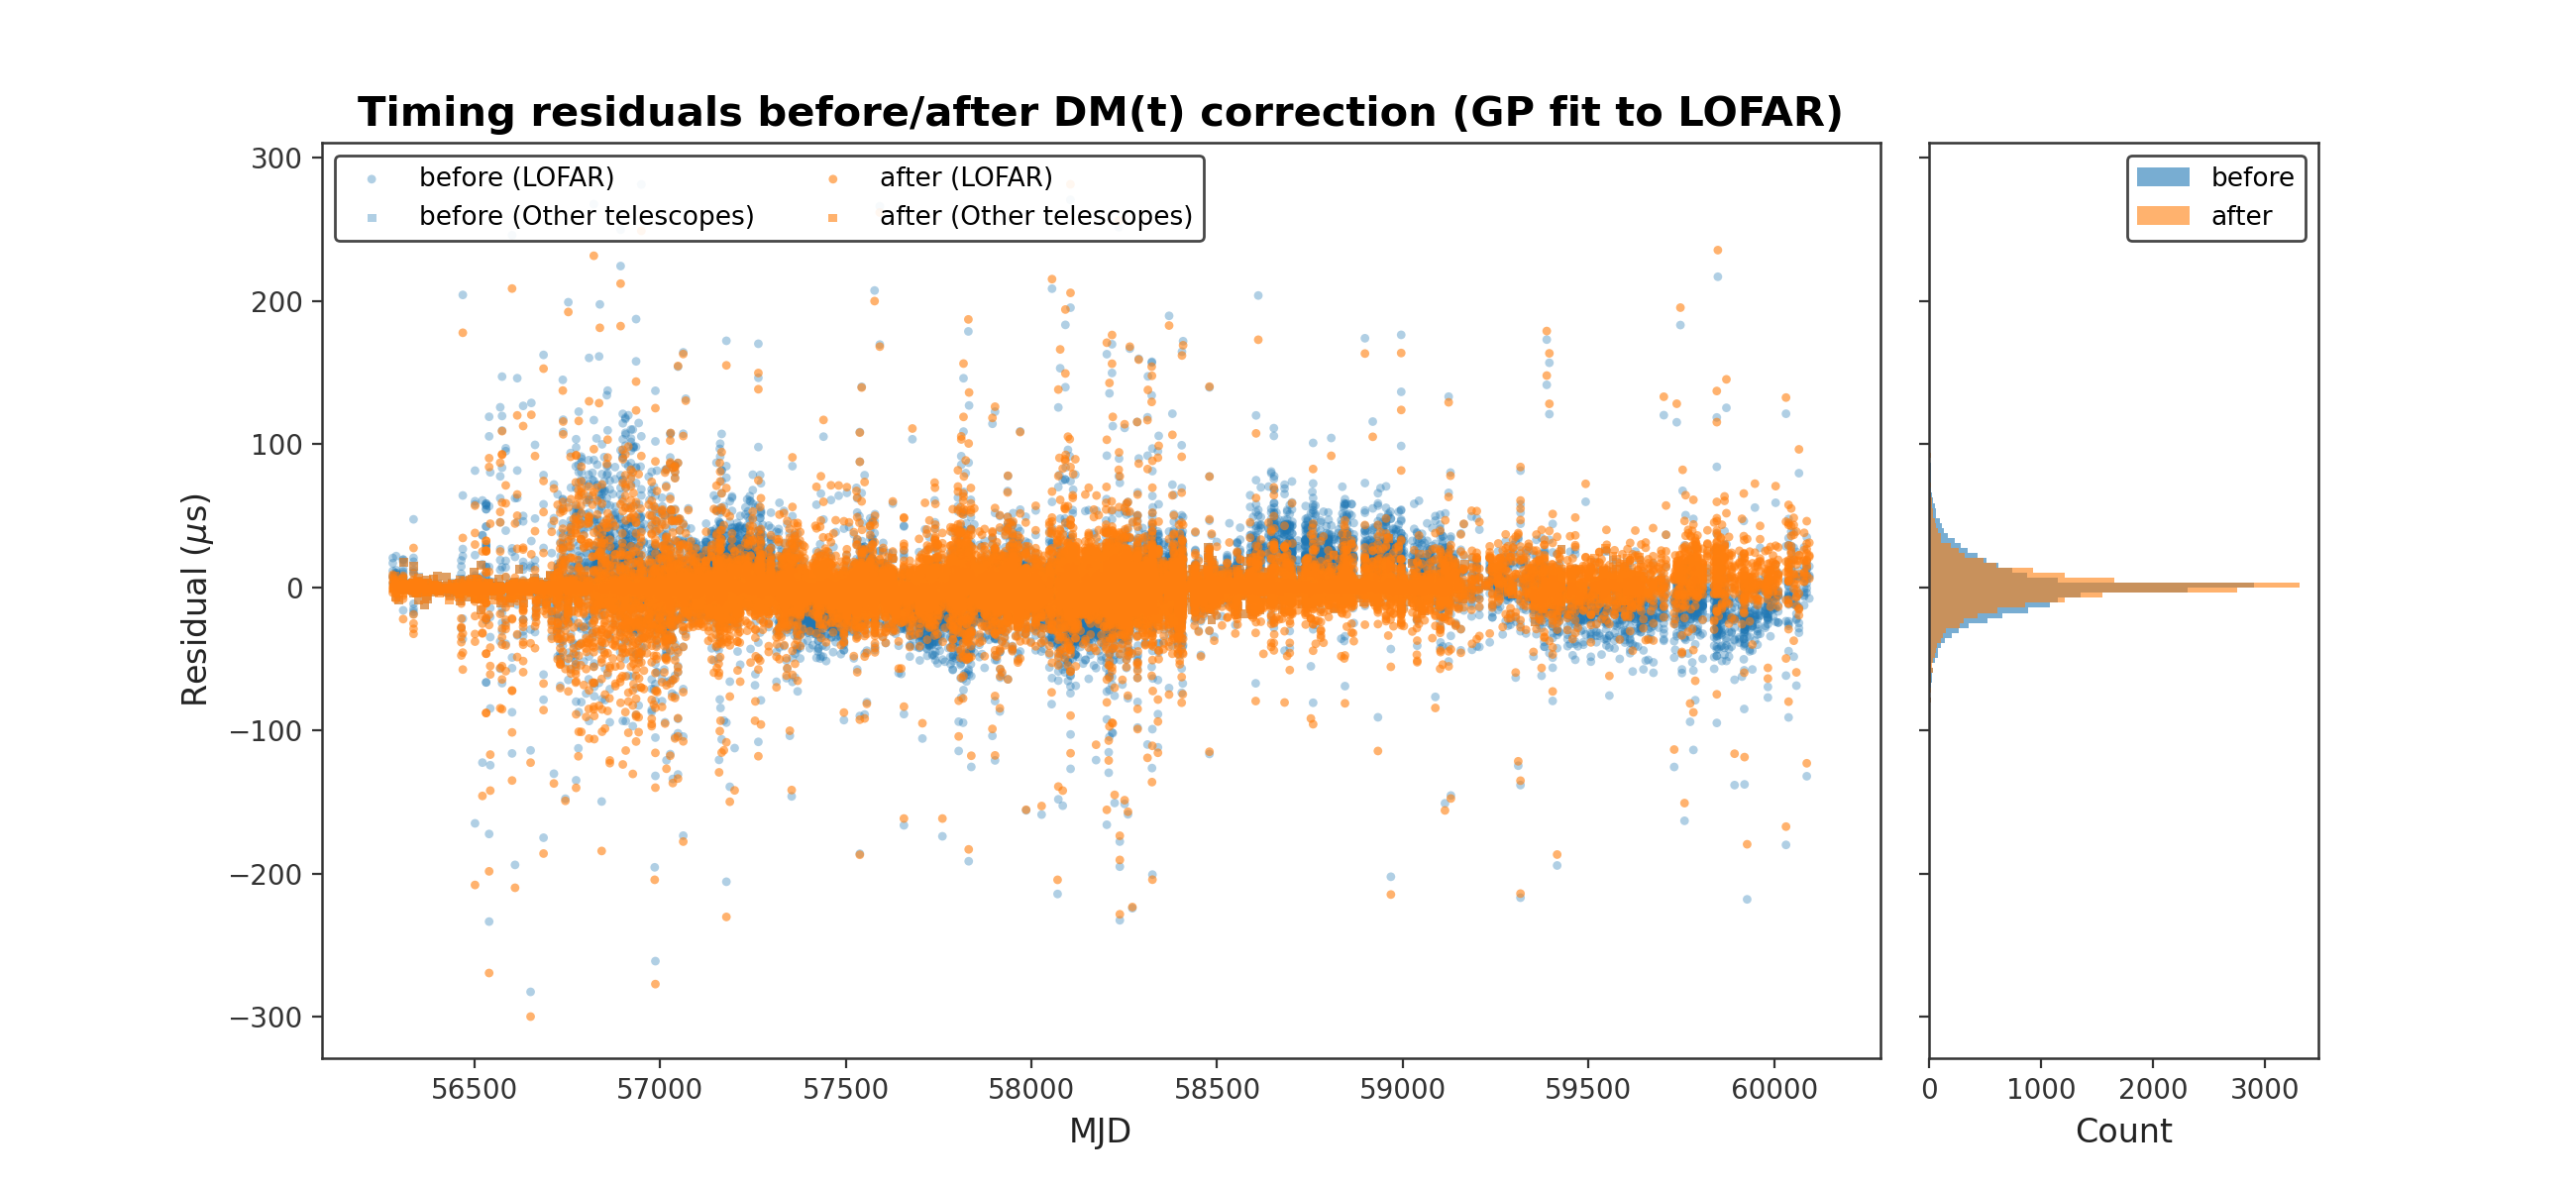 Timing residuals before/after DM(t) correction (GP fit to LOFAR)
before (LOFAR)
before (Other telescopes)
after (LOFAR)
after (Other telescopes)
before
after
Residual (μs)
300
200
100
0
−100
−200
−300
56500 57000 57500 58000 58500 59000 59500 60000
MJD
0 1000 2000 3000
Count